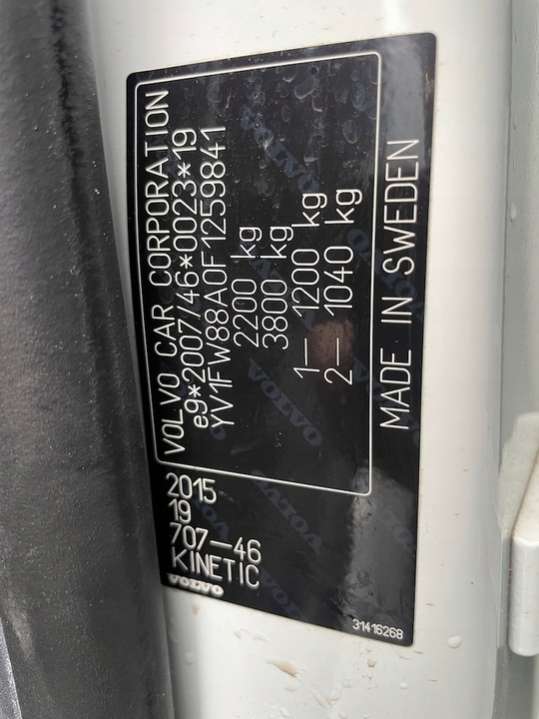 VOLVO CAR CORPORATION
e9*2007/46*0023*19
YV1FW88A0F1259841
2200 kg
3800 kg
1— 1200 kg
2— 1040 kg
MADE IN SWEDEN
2015
19
707-46
KINETIC
VOLVO
31416268